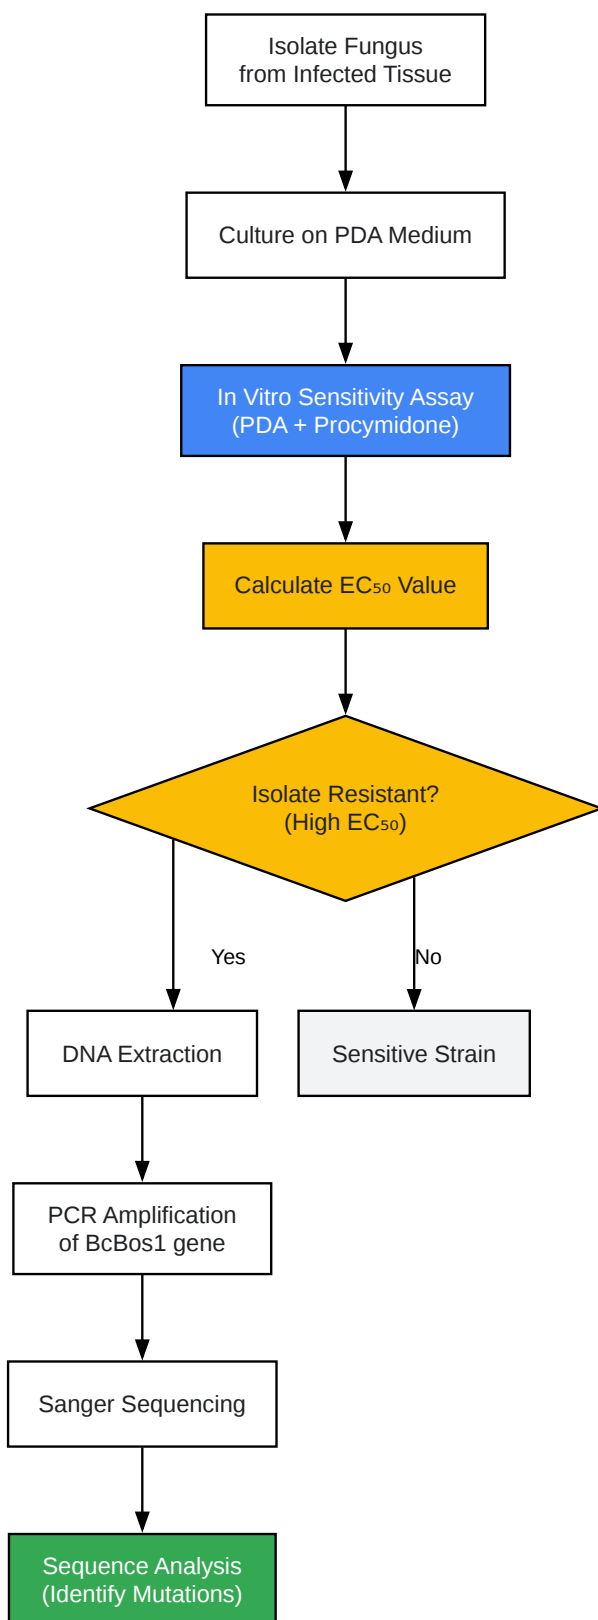 Isolate Fungus
from Infected Tissue
Culture on PDA Medium
In Vitro Sensitivity Assay
(PDA + Procymidone)
Calculate EC₅₀ Value
Isolate Resistant?
(High EC₅₀)
Yes
No
DNA Extraction
Sensitive Strain
PCR Amplification
of BcBos1 gene
Sanger Sequencing
Sequence Analysis
(Identify Mutations)